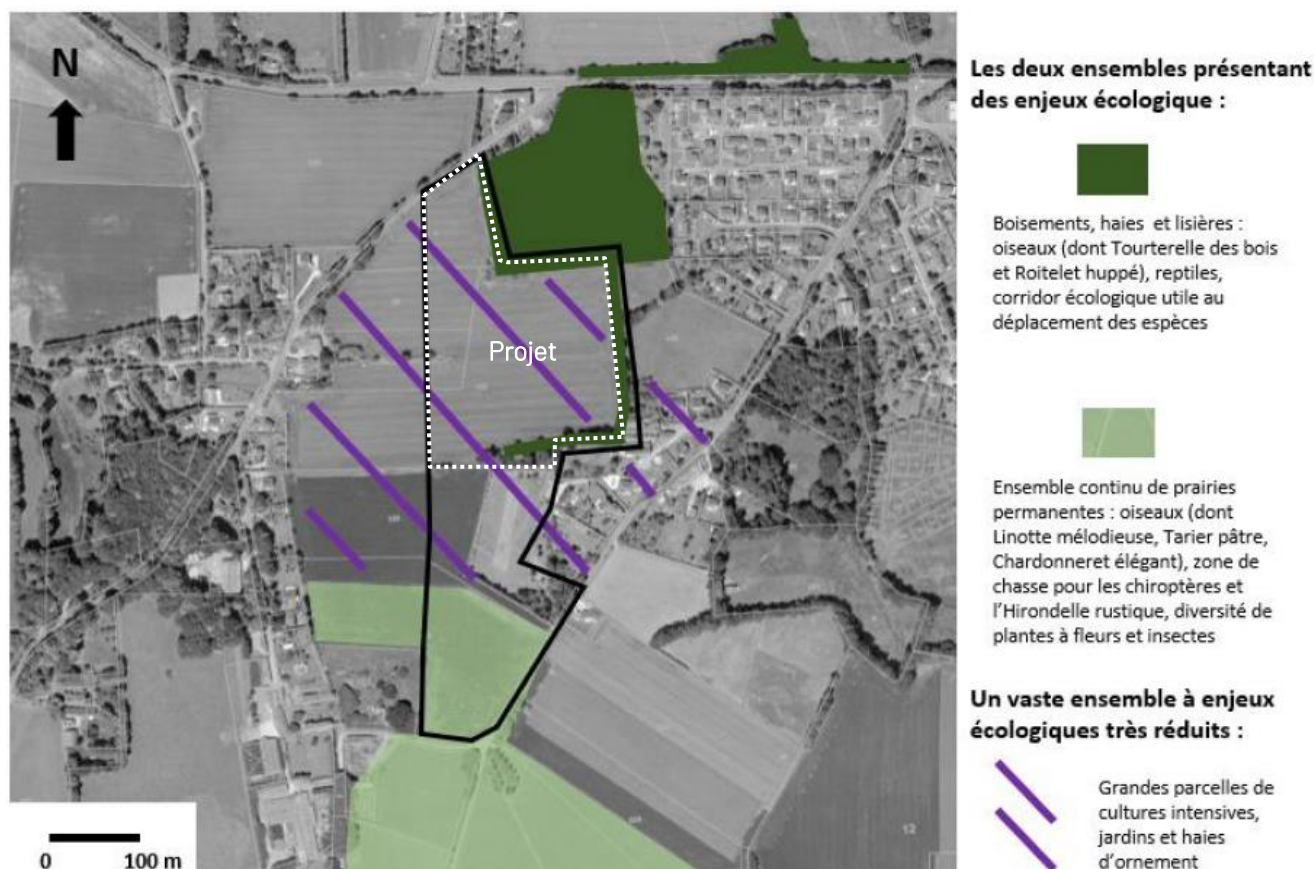 N
Projet
0 100 m
Les deux ensembles présentant
des enjeux écologique :
Boisements, haies et lisières :
oiseaux (dont Tourterelle des bois
et Roitelet huppé), reptiles,
corridor écologique utile au
déplacement des espèces
Ensemble continu de prairies
permanentes : oiseaux (dont
Linotte mélodieuse, Tarier pâtre,
Chardonneret élégant), zone de
chasse pour les chiroptères et
l'Hirondelle rustique, diversité de
plantes à fleurs et insectes
Un vaste ensemble à enjeux
écologiques très réduits :
Grandes parcelles de
cultures intensives,
jardins et haies
d'ornement